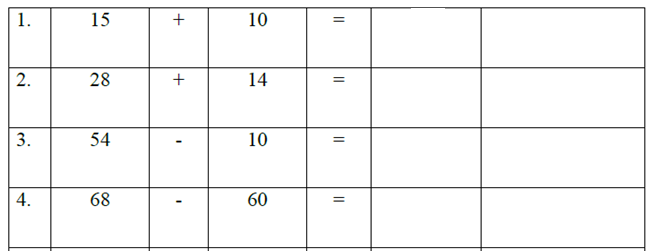 1. 15 + 10 =
2. 28 + 14 =
3. 54 - 10 =
4. 68 - 60 =